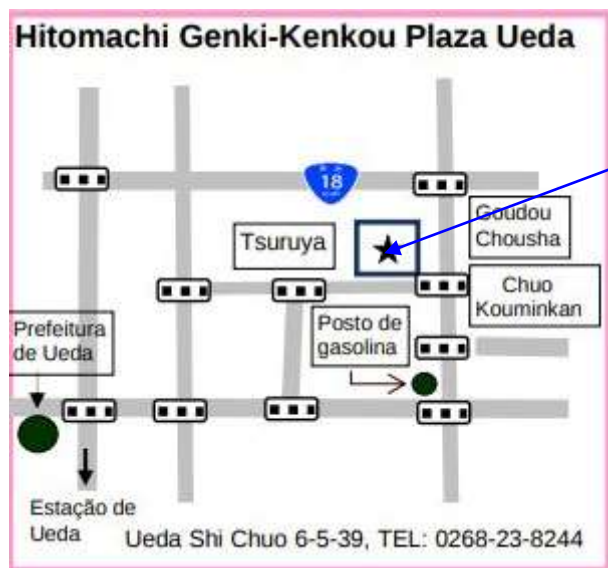 Hitomachi Genki-Kenkou Plaza Ueda
18
Goudou
Chousha
Tsuruya
Chuo
Kouminkan
Posto de
gasolina
Prefeitura
de Ueda
Estação de
Ueda
Ueda Shi Chuo 6-5-39, TEL: 0268-23-8244